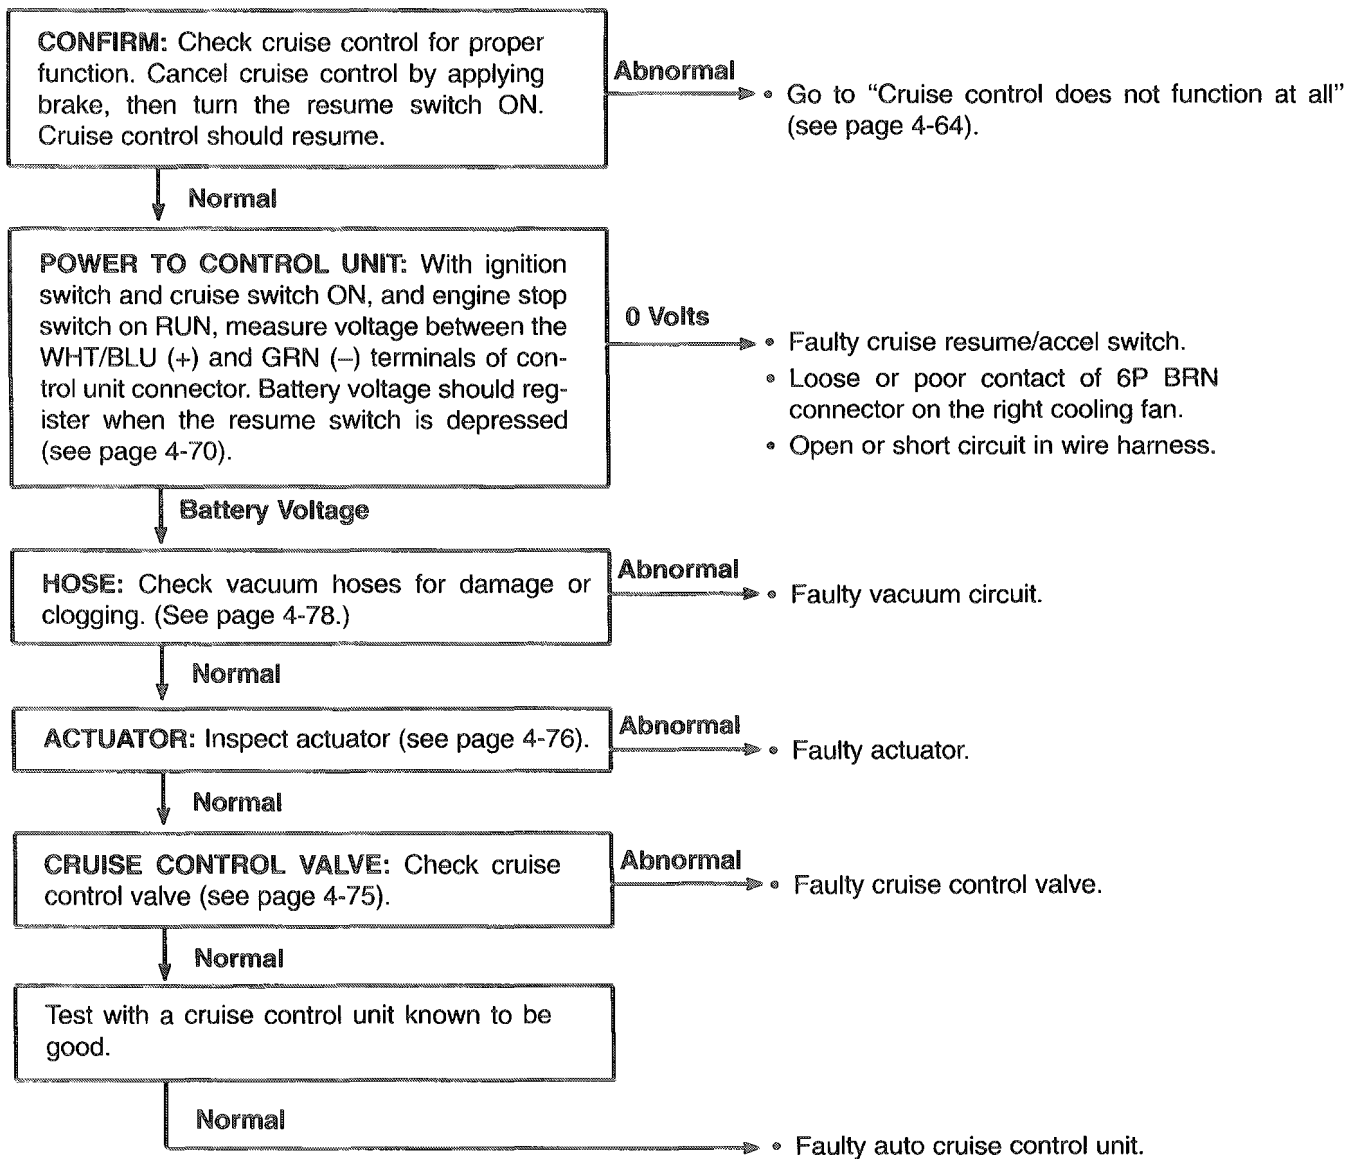 CONFIRM: Check cruise control for proper
function. Cancel cruise control by applying
brake, then turn the resume switch ON.
Cruise control should resume.
Abnormal
• Go to “Cruise control does not function at all”
(see page 4-64).
Normal
POWER TO CONTROL UNIT: With ignition
switch and cruise switch ON, and engine stop
switch on RUN, measure voltage between the
WHT/BLU (+) and GRN (–) terminals of con-
trol unit connector. Battery voltage should reg-
ister when the resume switch is depressed
(see page 4-70).
0 Volts
• Faulty cruise resume/accel switch.
• Loose or poor contact of 6P BRN
connector on the right cooling fan.
• Open or short circuit in wire harness.
Battery Voltage
HOSE: Check vacuum hoses for damage or
clogging. (See page 4-78.)
Abnormal
• Faulty vacuum circuit.
Normal
ACTUATOR: Inspect actuator (see page 4-76).
Abnormal
• Faulty actuator.
Normal
CRUISE CONTROL VALVE: Check cruise
control valve (see page 4-75).
Abnormal
• Faulty cruise control valve.
Normal
Test with a cruise control unit known to be
good.
Normal
• Faulty auto cruise control unit.